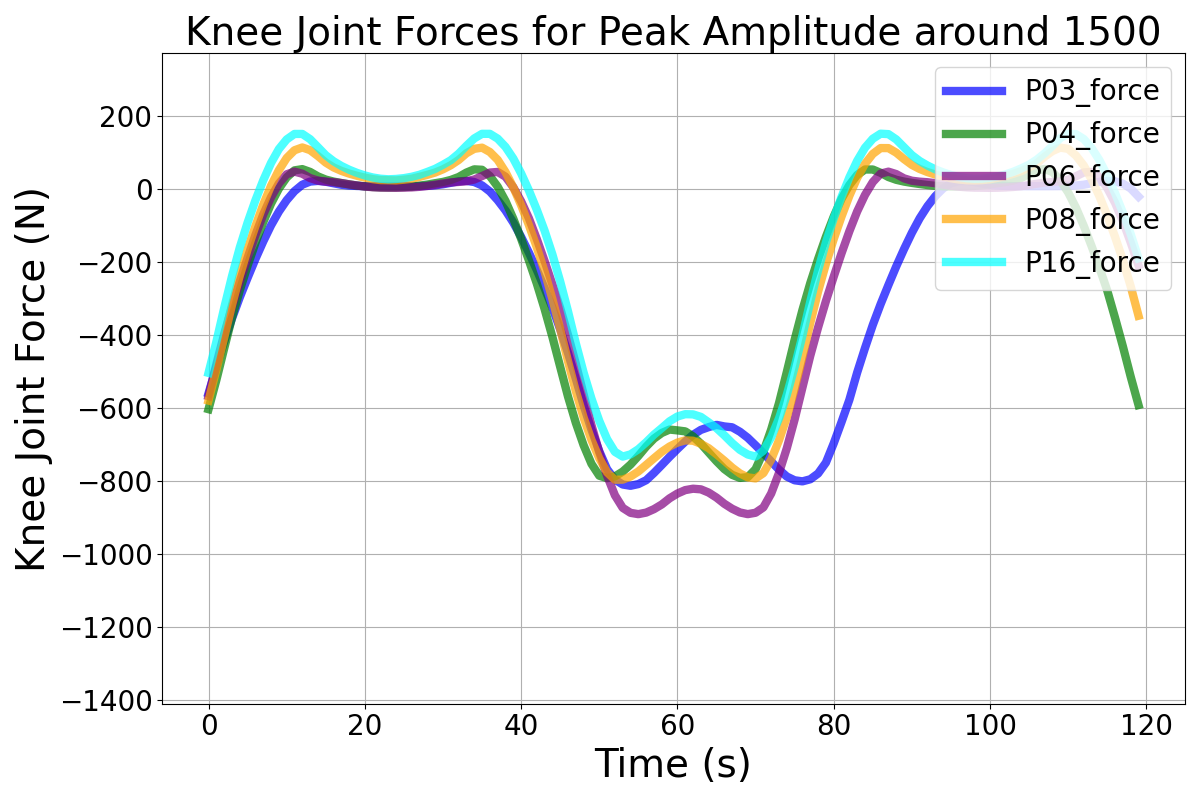 Knee Joint Forces for Peak Amplitude around 1500
P03_force
P04_force
P06_force
P08_force
P16_force
200
0
−200
−400
−600
−800
−1000
−1200
−1400
Knee Joint Force (N)
0 20 40 60 80 100 120
Time (s)